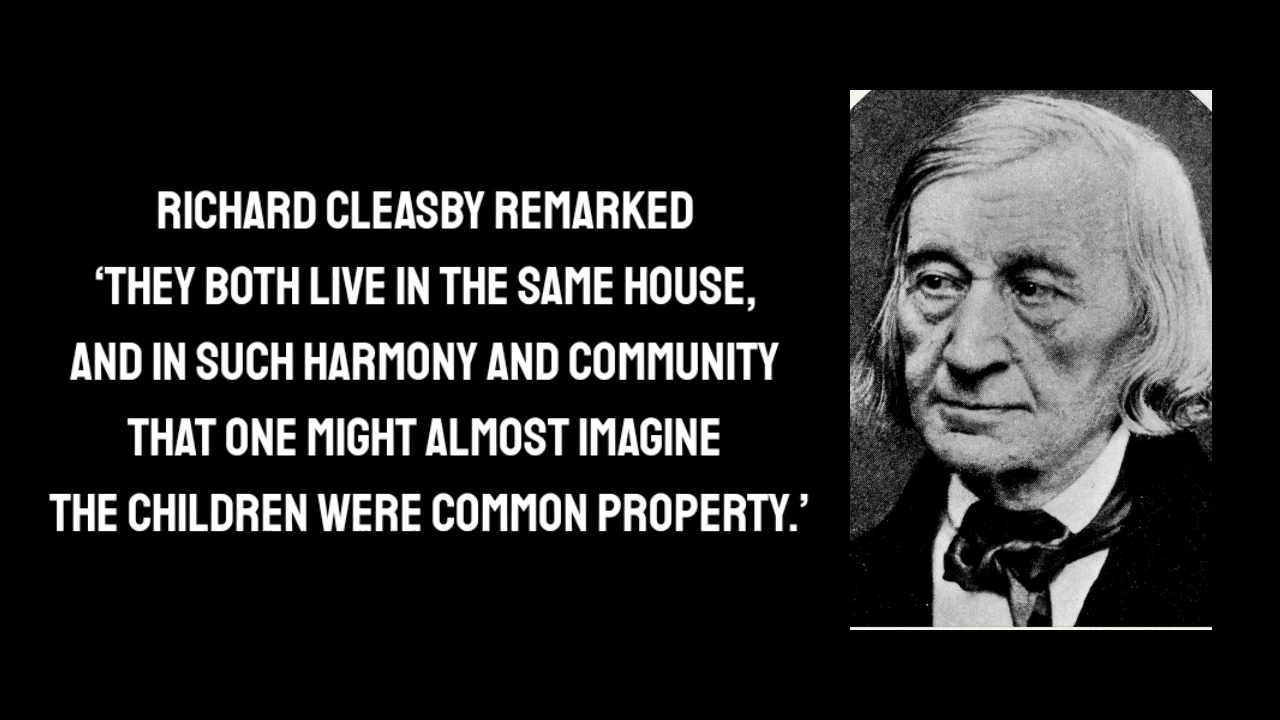 RICHARD CLEASBY REMARKED
‘THEY BOTH LIVE IN THE SAME HOUSE,
AND IN SUCH HARMONY AND COMMUNITY
THAT ONE MIGHT ALMOST IMAGINE
THE CHILDREN WERE COMMON PROPERTY.’